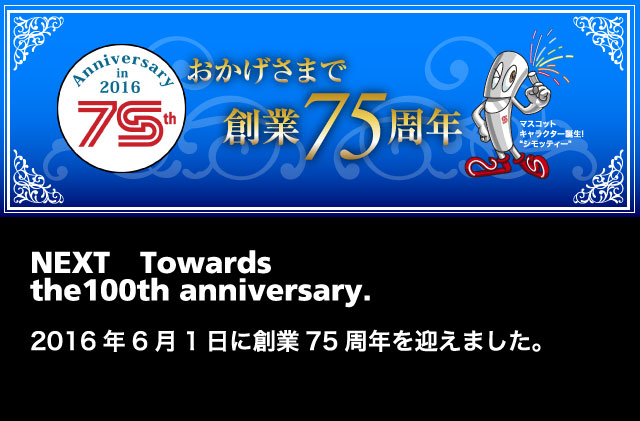 Anniversary
in
2016
75th
おかげさまで
創業75周年
マスコット
キャラクター誕生!
"シモッティー"
NEXT　Towards
the100th anniversary.
2016年6月1日に創業75周年を迎えました。